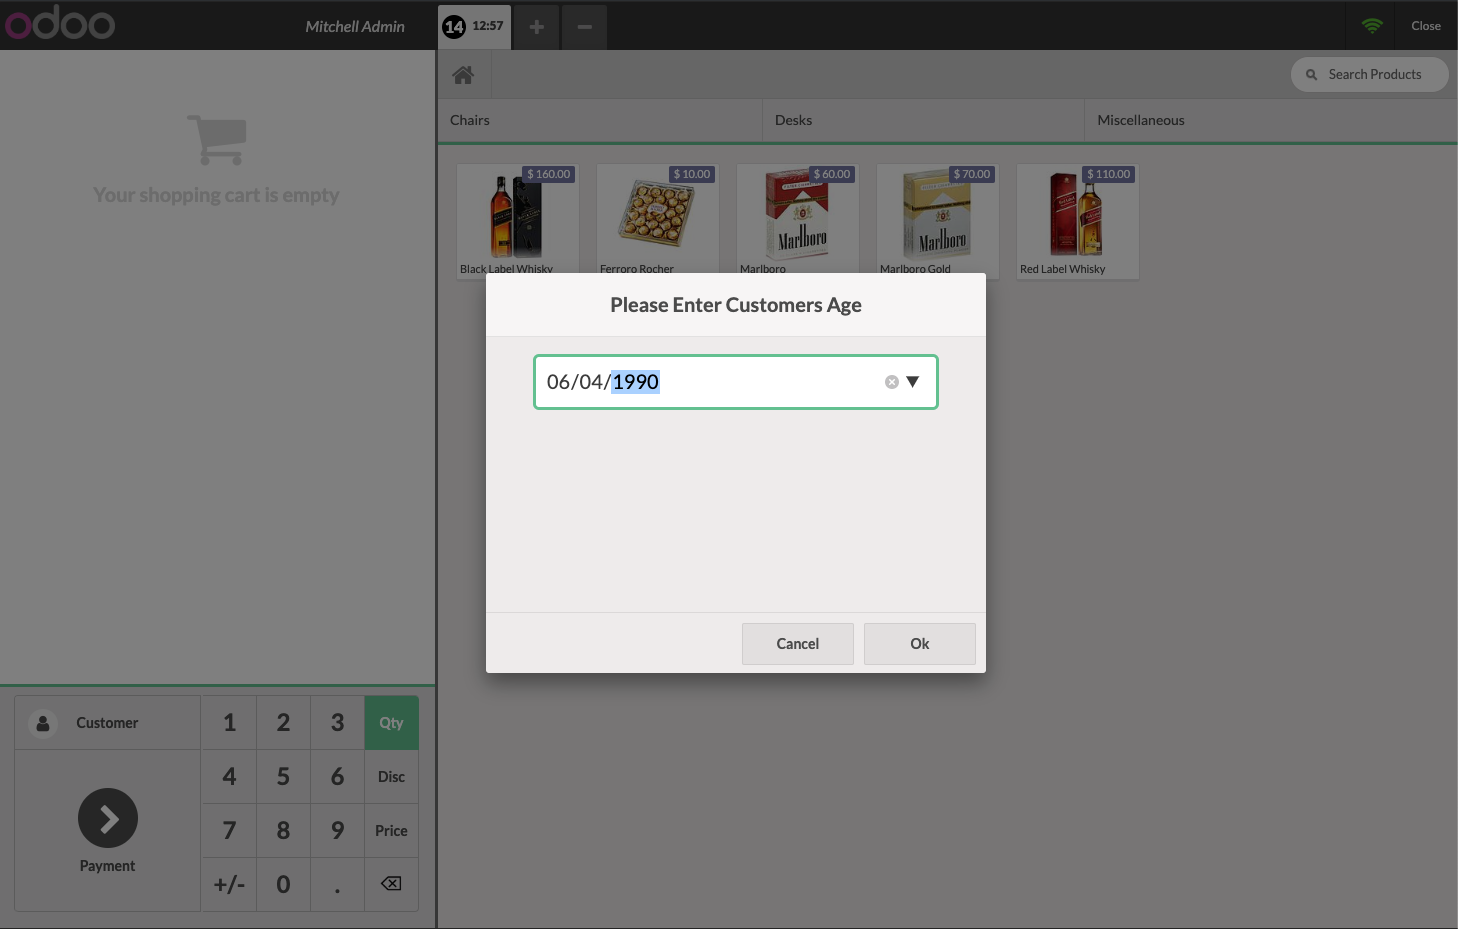 odoo
Mitchell Admin
14 12:57
Close
Search Products
Chairs
Desks
Miscellaneous
Your shopping cart is empty
$ 160.00
Black Label Whisky
$ 10.00
Ferroro Rocher
$ 60.00
Marlboro
Marlboro
$ 70.00
Marlboro
Marlboro Gold
$ 110.00
Red Label Whisky
Please Enter Customers Age
06/04/1990
Cancel
Ok
Customer
1 2 3 Qty
4 5 6 Disc
7 8 9 Price
Payment
+/- 0 .